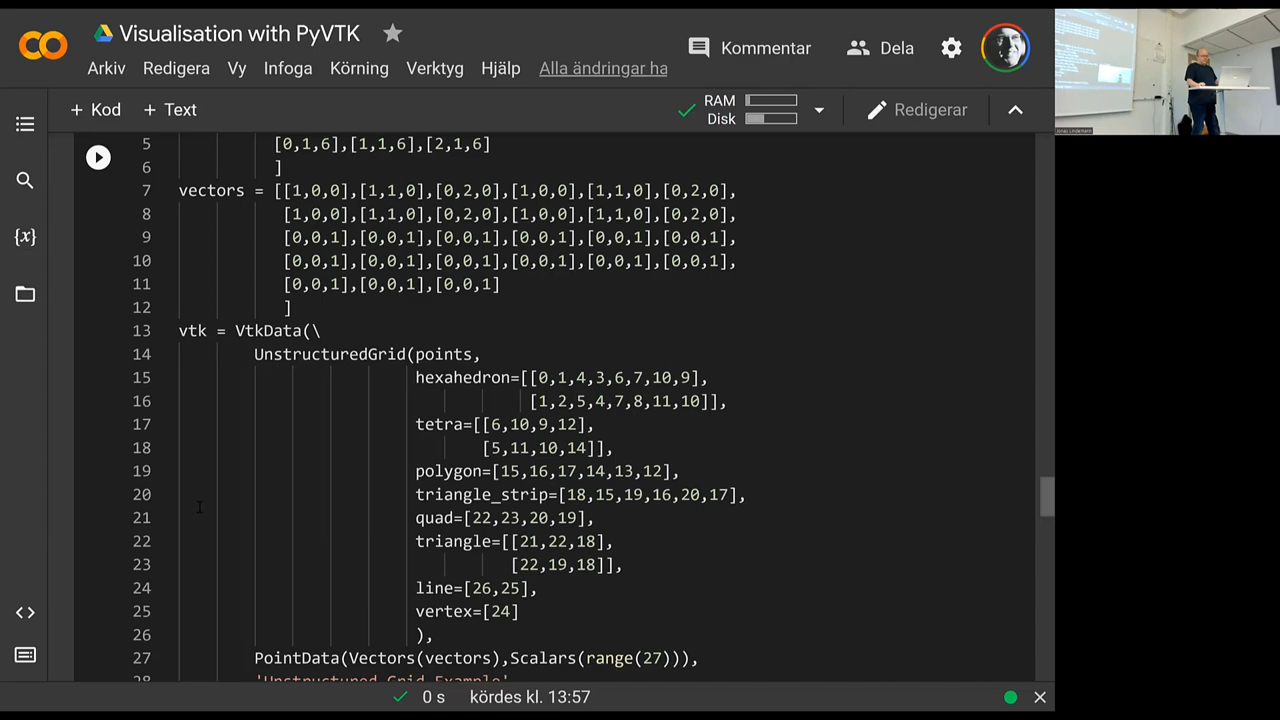 CO Visualisation with PyVTK
Kommentar Dela
Arkiv Redigera Vy Infoga Körning Verktyg Hjälp Alla ändringar ha
+ Kod + Text
RAM
Disk
Redigerar
5 [0,1,6],[1,1,6],[2,1,6]
6 ]
7 vectors = [[1,0,0],[1,1,0],[0,2,0],[1,0,0],[1,1,0],[0,2,0],
8 [1,0,0],[1,1,0],[0,2,0],[1,0,0],[1,1,0],[0,2,0],
9 [0,0,1],[0,0,1],[0,0,1],[0,0,1],[0,0,1],[0,0,1],
10 [0,0,1],[0,0,1],[0,0,1],[0,0,1],[0,0,1],[0,0,1],
11 [0,0,1],[0,0,1],[0,0,1]
12 ]
13 vtk = VtkData(\
14 UnstructuredGrid(points,
15 hexahedron=[[0,1,4,3,6,7,10,9],
16 [1,2,5,4,7,8,11,10]],
17 tetra=[[6,10,9,12],
18 [5,11,10,14]],
19 polygon=[15,16,17,14,13,12],
20 triangle_strip=[18,15,19,16,20,17],
21 quad=[22,23,20,19],
22 triangle=[[21,22,18],
23 [22,19,18]],
24 line=[26,25],
25 vertex=[24]
26 ),
27 PointData(Vectors(vectors),Scalars(range(27))),
28 'Unstructured Grid Example'
{x}
<>
0 s kördes kl. 13:57
Jonas Lindemann